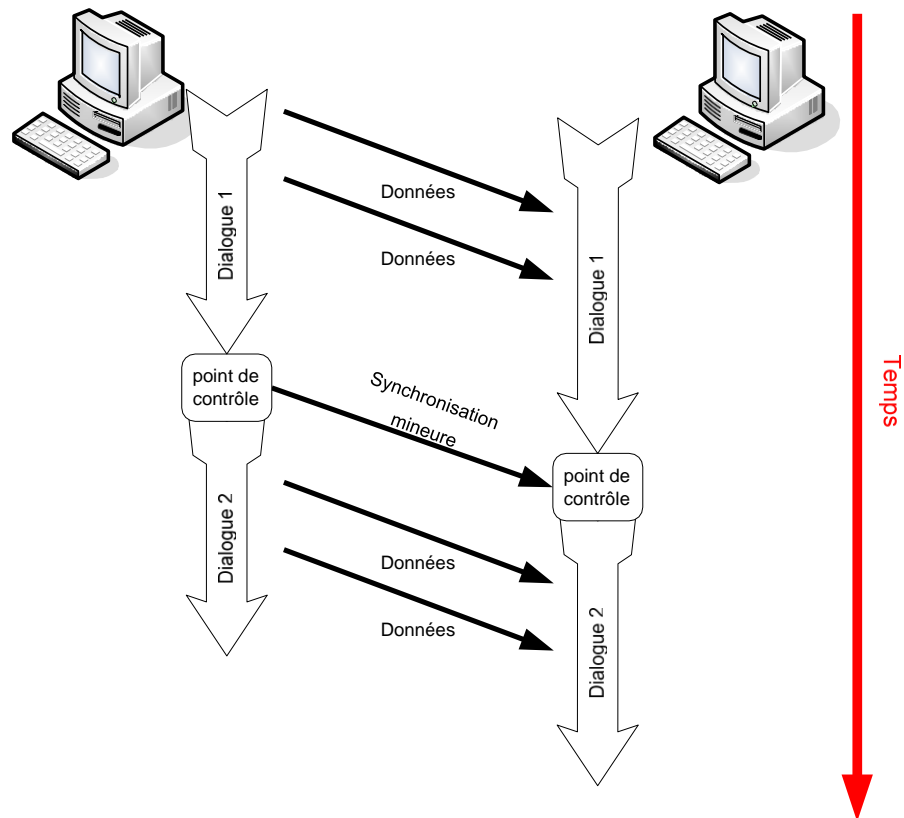 Données
Dialogue 1
Données
Dialogue 1
point de
contrôle
Synchronisation
mineure
Temps
point de
contrôle
Dialogue 2
Données
Données
Dialogue 2